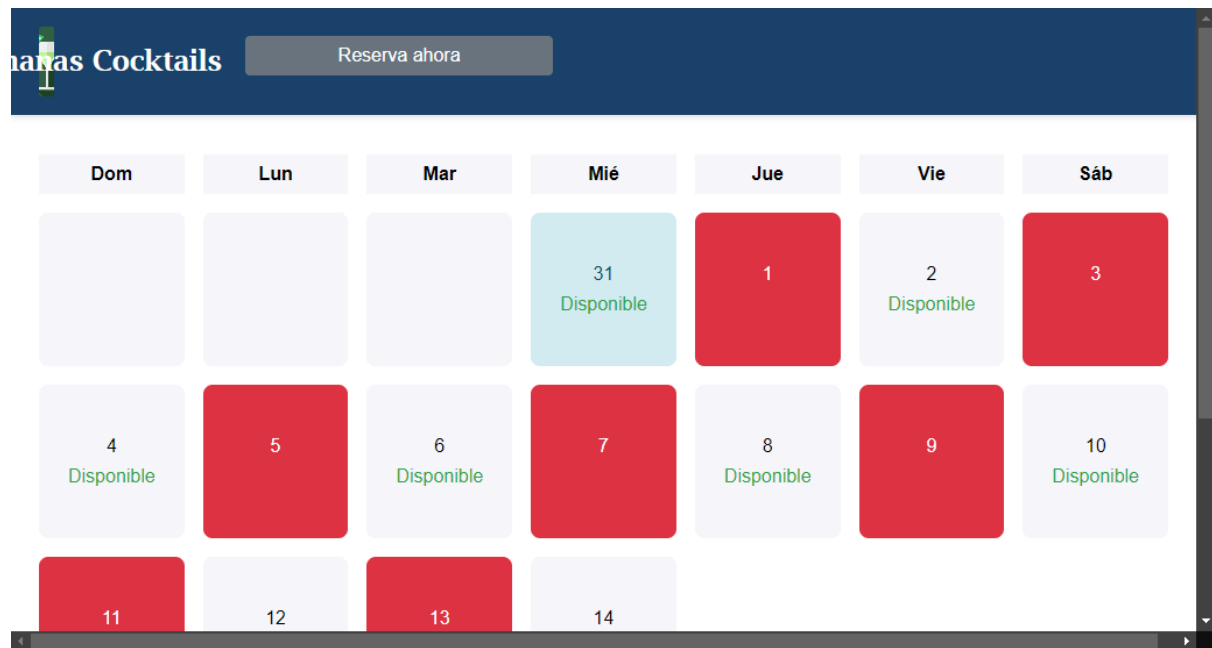 Cocktails
Reserva ahora
Dom Lun Mar Mié Jue Vie Sáb
31 1 2 3
Disponible Disponible
4 5 6 7 8 9 10
Disponible Disponible Disponible Disponible
11 12 13 14